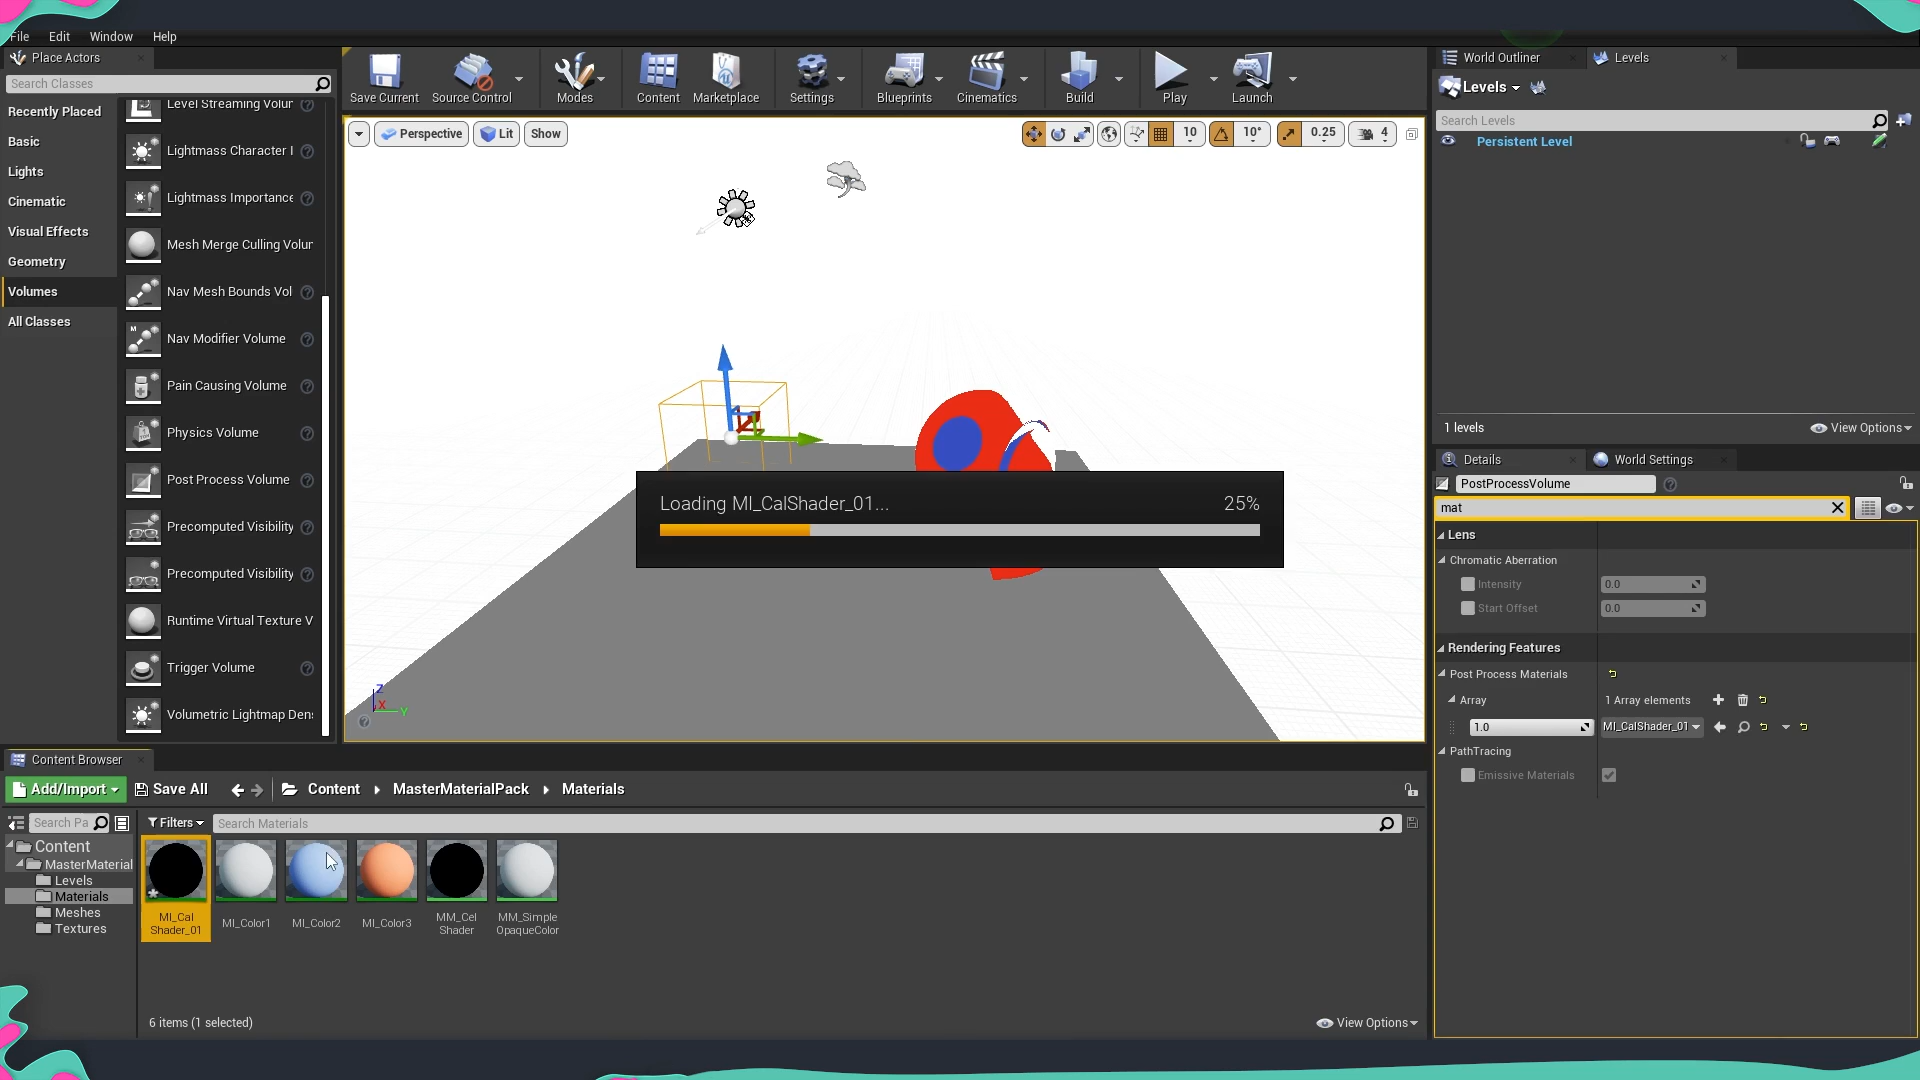 File Edit Window Help
Place Actors
Search Classes
Recently Placed
Basic
Lights
Cinematic
Visual Effects
Geometry
Volumes
All Classes
Level Streaming Volur
Lightmass Character I
Lightmass Importance
Mesh Merge Culling Volur
Nav Mesh Bounds Vol
M
Nav Modifier Volume
Pain Causing Volume
Physics Volume
Post Process Volume
Precomputed Visibility
Precomputed Visibility
Runtime Virtual Texture V
Trigger Volume
Volumetric Lightmap Den
Save Current Source Control Modes Content Marketplace Settings Blueprints Cinematics Build Play Launch
Perspective Lit Show
10 10° 0.25 4
Loading MI_CalShader_01... 25%
Z
X
Y
World Outliner Levels
Levels
Search Levels
Persistent Level
1 levels View Options
Details World Settings
PostProcessVolume
mat
Lens
Chromatic Aberration
Intensity 0.0
Start Offset 0.0
Rendering Features
Post Process Materials
Array 1 Array elements
1.0 MI_CalShader_01
PathTracing
Emissive Materials
Content Browser
Add/Import Save All Content MasterMaterialPack Materials
Search Pa Filters Search Materials
Content
MasterMaterial
Levels
Materials
Meshes
Textures
MI_Cal
Shader_01
MI_Color1
MI_Color2
MI_Color3
MM_Cel
Shader
MM_Simple
OpaqueColor
6 items (1 selected) View Options